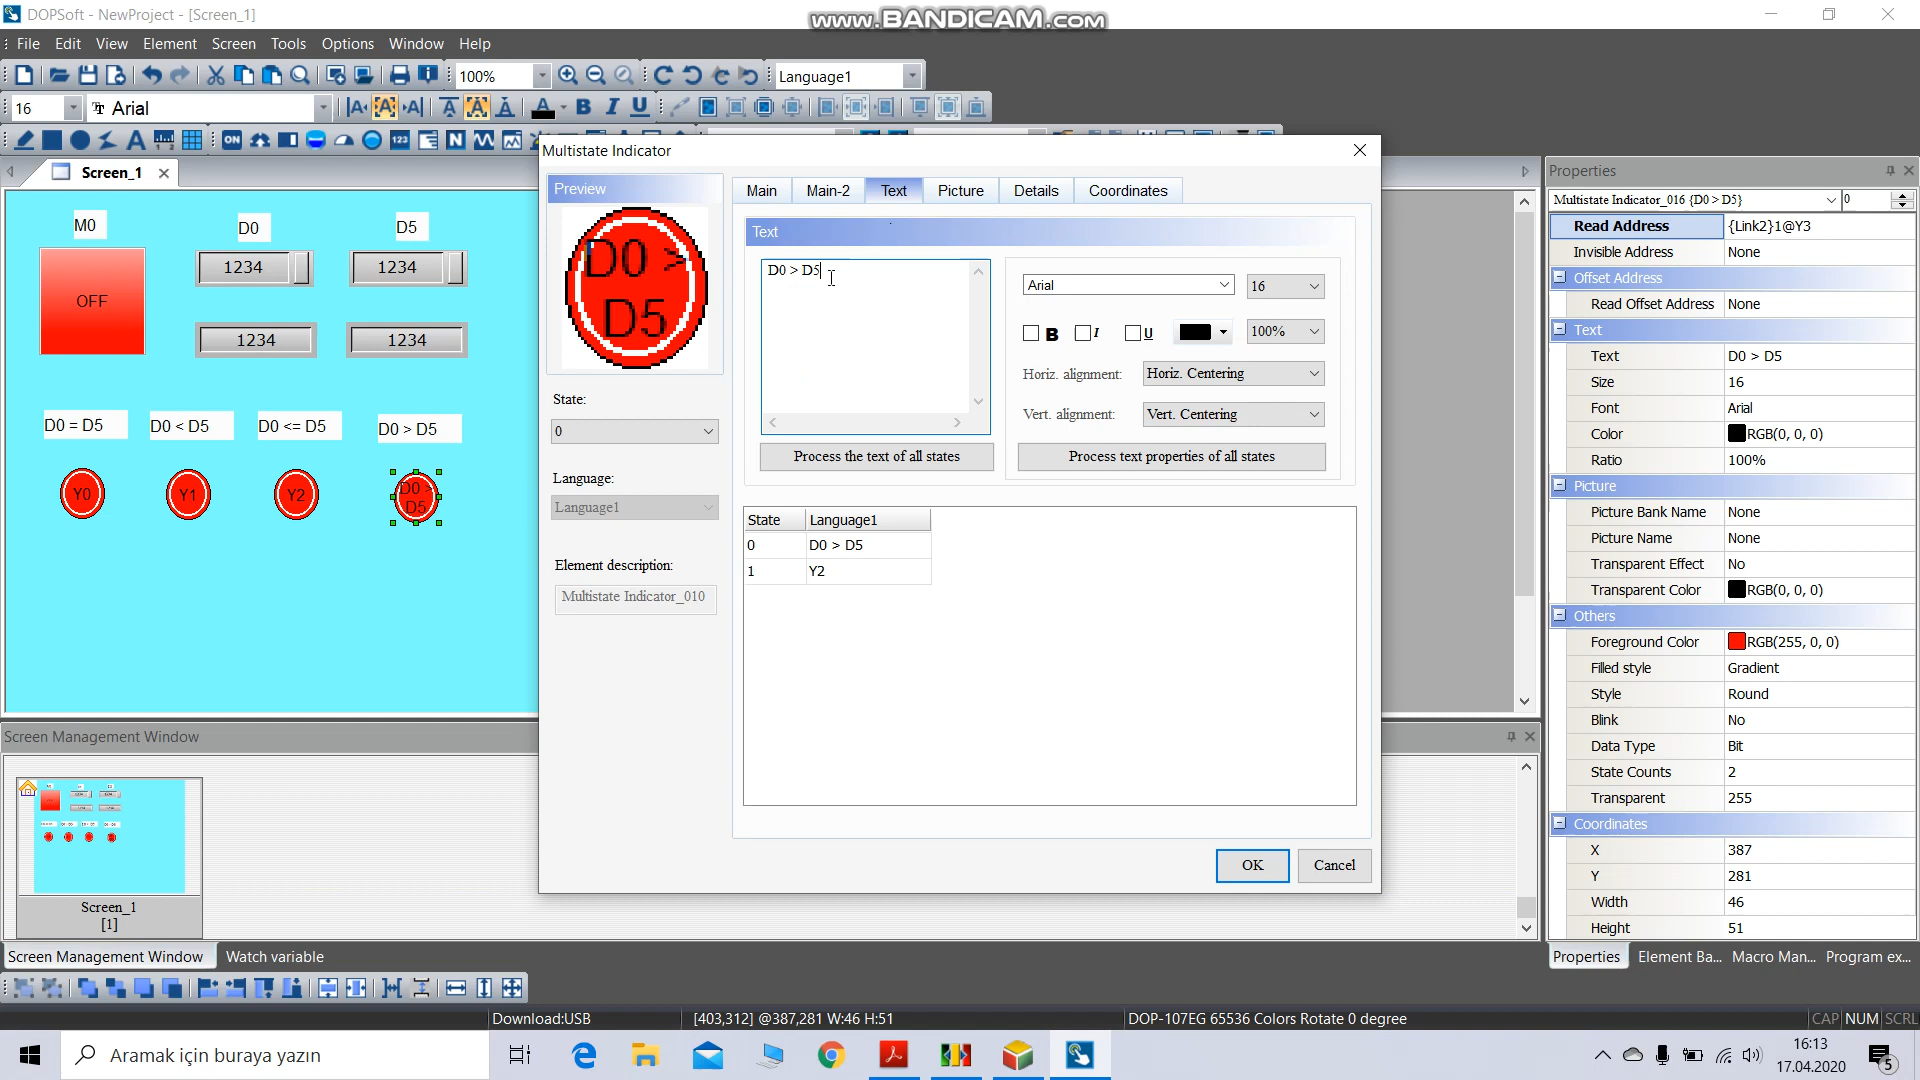 DOPSoft - NewProject - [Screen_1]
www.BANDICAM.com
File Edit View Element Screen Tools Options Window Help
100% Language1
16 Arial
Screen_1
M0
D0
D5
OFF
1234
1234
1234
1234
D0 = D5
D0 < D5
D0 <= D5
D0 > D5
Y0
Y1
Y2
D0 >
D5
Multistate Indicator
Preview
D0 >
D5
State:
0
Language:
Language1
Element description:
Multistate Indicator_010
Main Main-2 Text Picture Details Coordinates
Text
D0 > D5
Arial 16
B I U 100%
Horiz. alignment: Horiz. Centering
Vert. alignment: Vert. Centering
Process the text of all states
Process text properties of all states
State Language1
0 D0 > D5
1 Y2
OK Cancel
Properties
Multistate Indicator_016 {D0 > D5} 0
Read Address {Link2}1@Y3
Invisible Address None
Offset Address
Read Offset Address None
Text
Text D0 > D5
Size 16
Font Arial
Color RGB(0, 0, 0)
Ratio 100%
Picture
Picture Bank Name None
Picture Name None
Transparent Effect No
Transparent Color RGB(0, 0, 0)
Others
Foreground Color RGB(255, 0, 0)
Filled style Gradient
Style Round
Blink No
Data Type Bit
State Counts 2
Transparent 255
Coordinates
X 387
Y 281
Width 46
Height 51
Properties Element Ba... Macro Man... Program ex...
Screen Management Window
Screen_1
[1]
Screen Management Window Watch variable
Download:USB [403,312] @387,281 W:46 H:51 DOP-107EG 65536 Colors Rotate 0 degree CAP NUM SCRL
Aramak için buraya yazın
16:13
17.04.2020
5